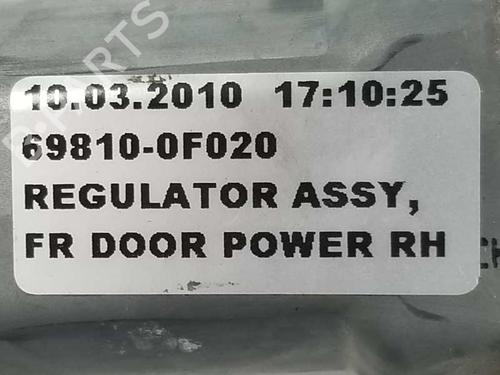 10.03.2010 17:10:25
69810-0F020
REGULATOR ASSY,
FR DOOR POWER RH